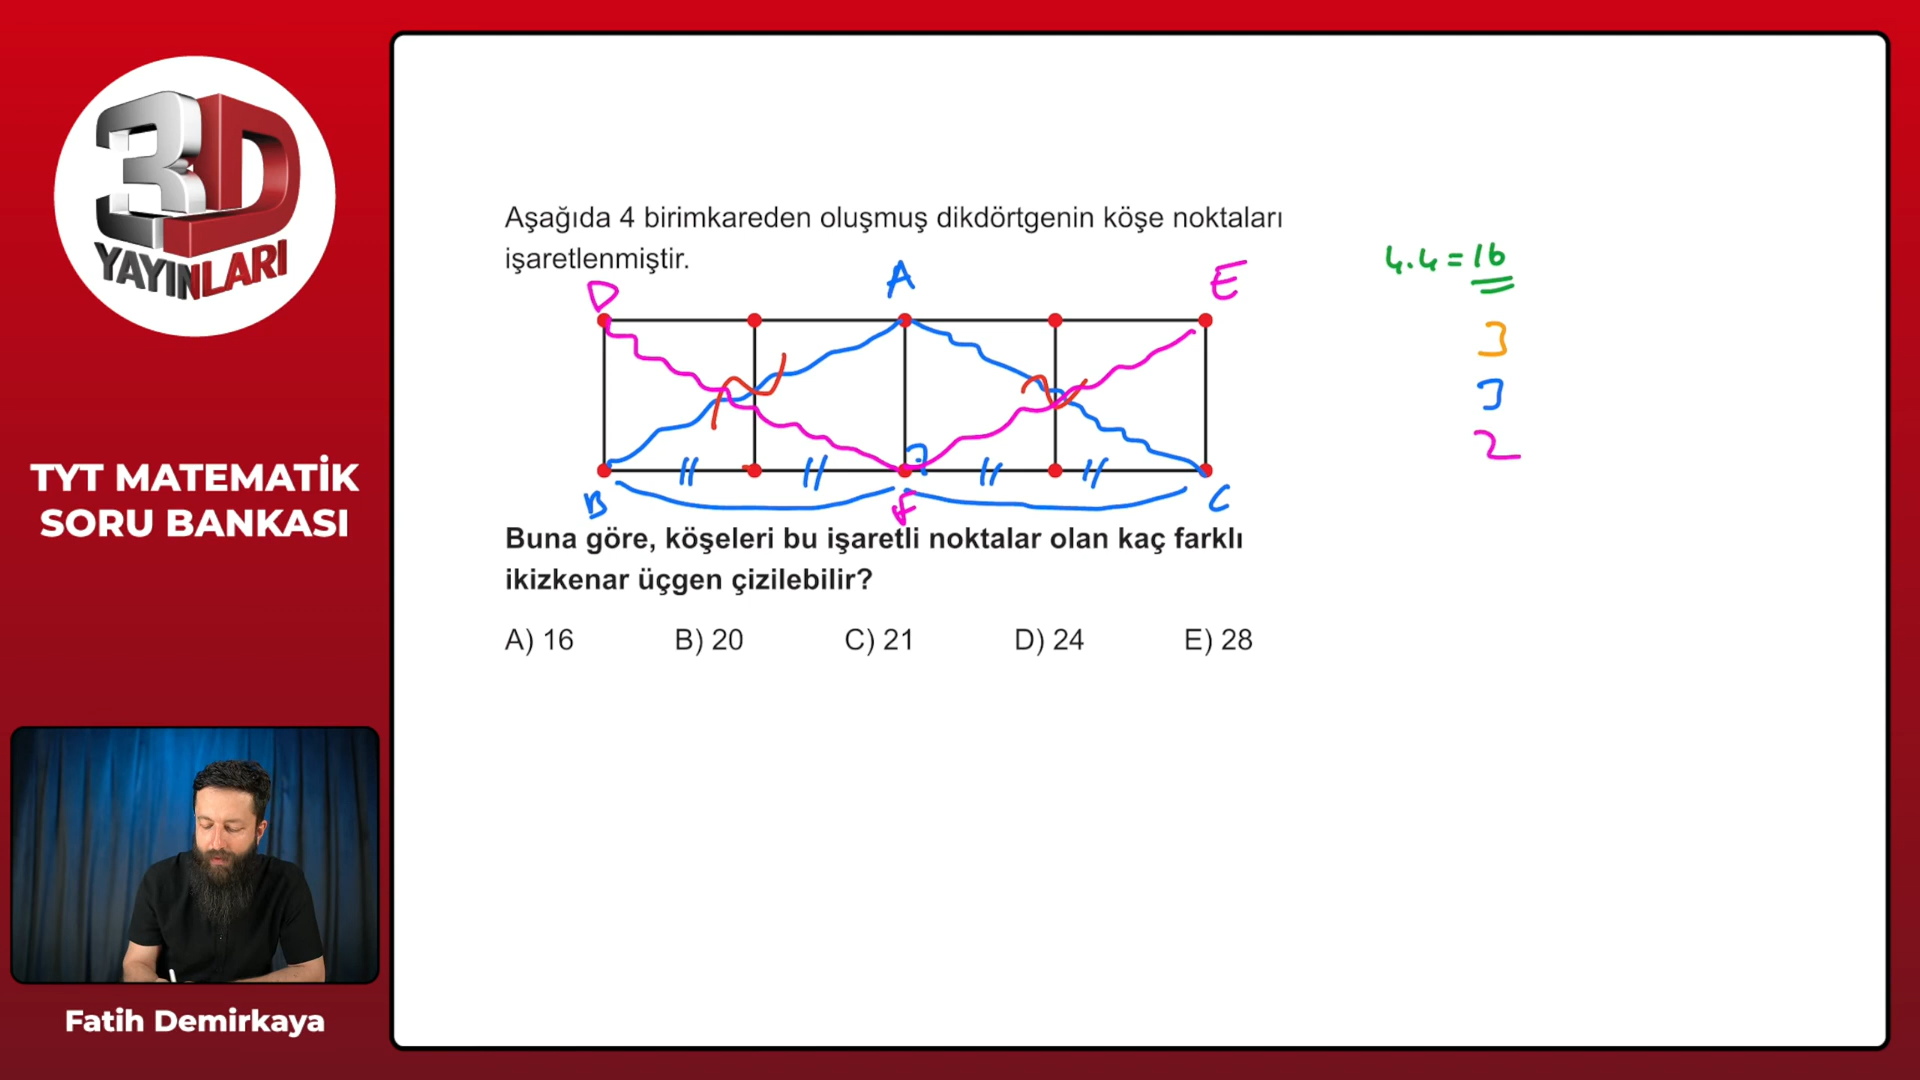 3D
YAYINLARI
TYT MATEMATİK
SORU BANKASI
Fatih Demirkaya
Aşağıda 4 birimkareden oluşmuş dikdörtgenin köşe noktaları
işaretlenmiştir.
D A E
B F C
Buna göre, köşeleri bu işaretli noktalar olan kaç farklı
ikizkenar üçgen çizilebilir?
A) 16 B) 20 C) 21 D) 24 E) 28
4.4=16
3
3
2